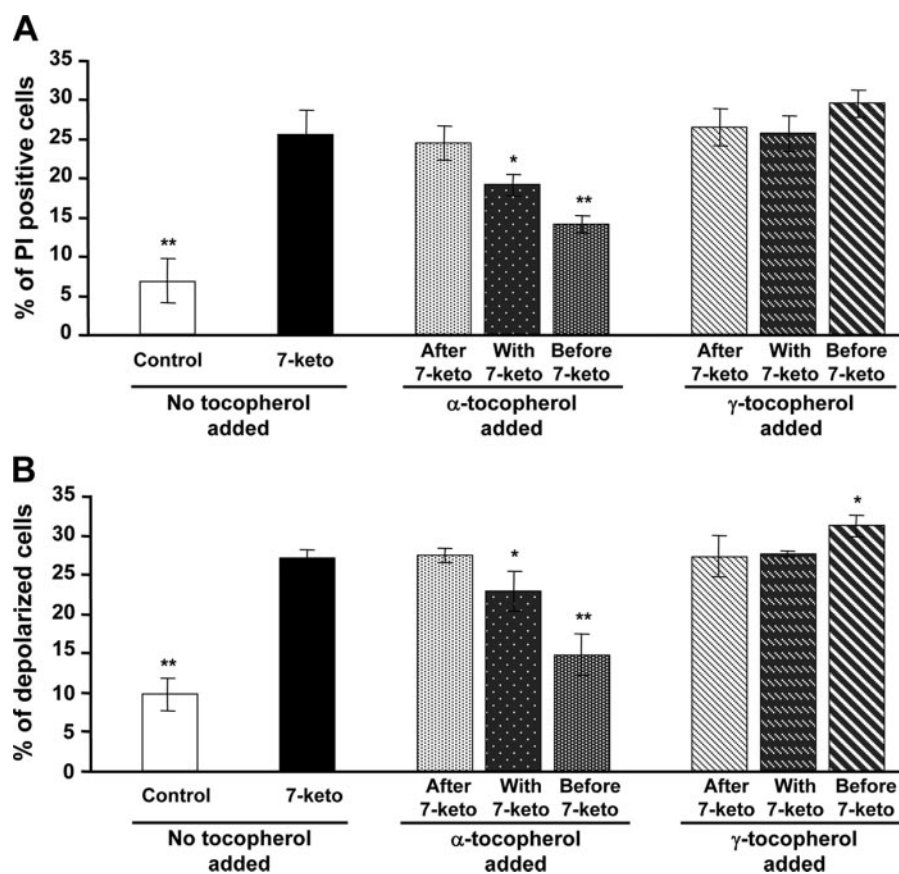 A
% of PI positive cells
35
30
25
20
15
10
5
0
**
*
**
Control
7-keto
After 7-keto
With 7-keto
Before 7-keto
After 7-keto
With 7-keto
Before 7-keto
No tocopherol added
α-tocopherol added
γ-tocopherol added
B
% of depolarized cells
35
30
25
20
15
10
5
0
**
*
**
*
Control
7-keto
After 7-keto
With 7-keto
Before 7-keto
After 7-keto
With 7-keto
Before 7-keto
No tocopherol added
α-tocopherol added
γ-tocopherol added